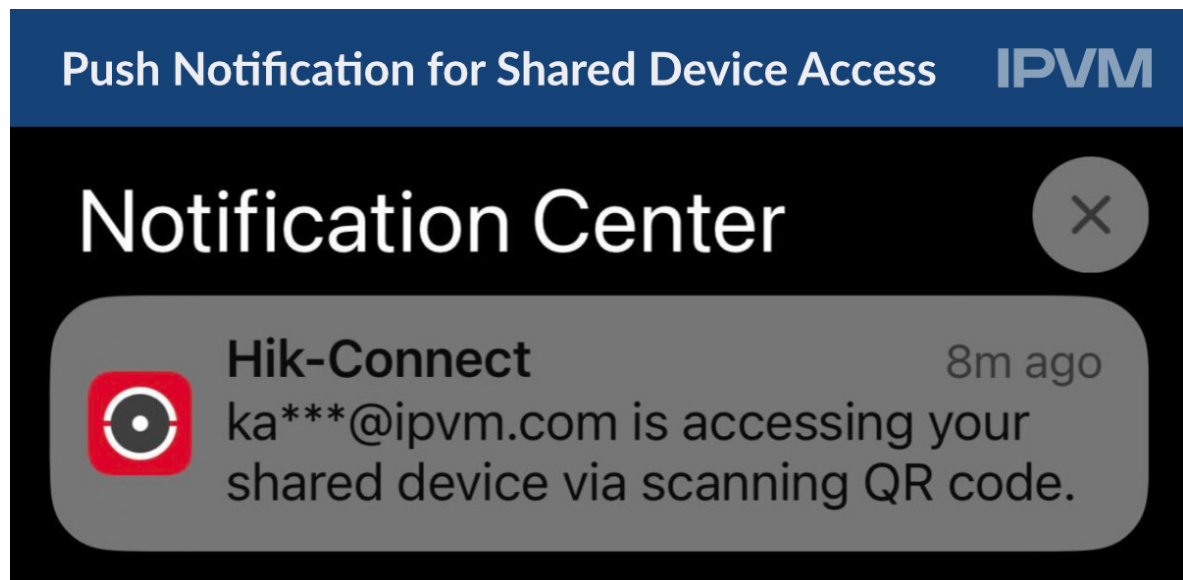 Push Notification for Shared Device Access
IPVM
Notification Center
Hik-Connect
8m ago
ka***@ipvm.com is accessing your
shared device via scanning QR code.